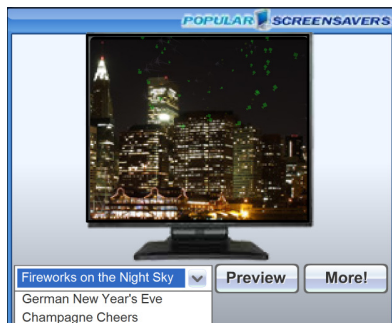 POPULAR SCREENSAVERS
Fireworks on the Night Sky
Preview
More!
German New Year's Eve
Champagne Cheers